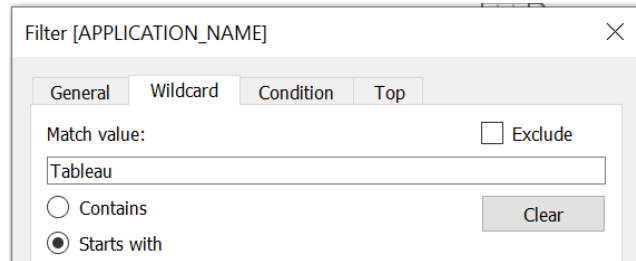 Filter [APPLICATION_NAME]
General Wildcard Condition Top
Match value: Exclude
Tableau
Contains Clear
Starts with